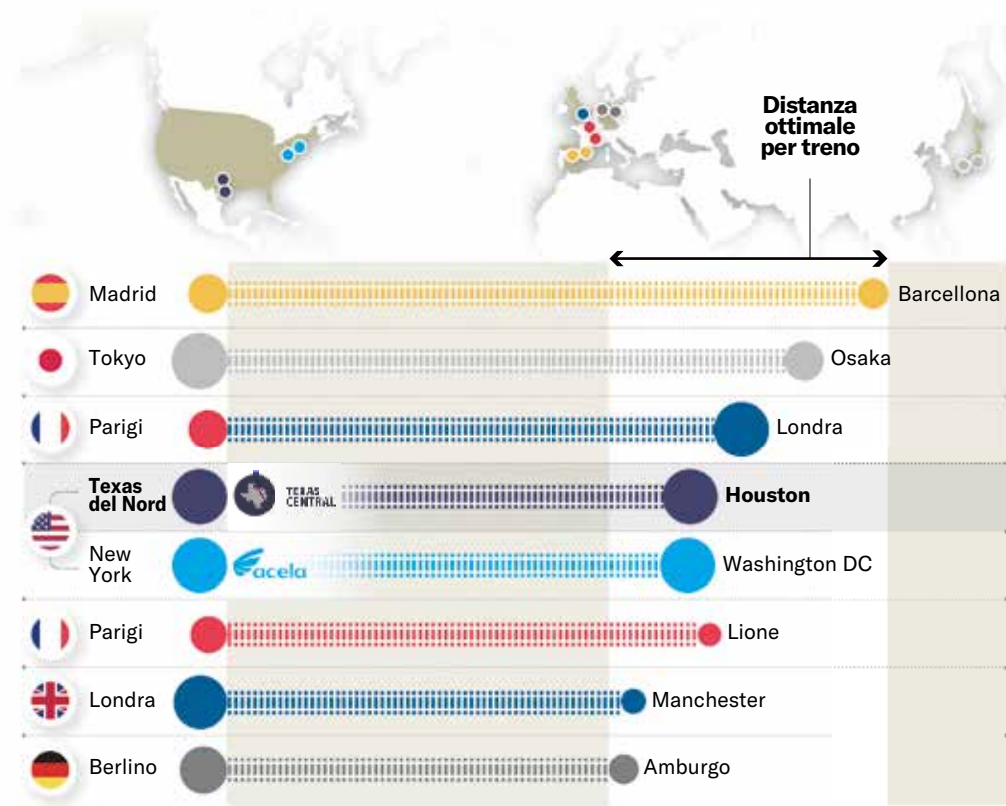 Distanza
ottimale
per treno
Madrid
Barcellona
Tokyo
Osaka
Parigi
Londra
Texas
del Nord
TEXAS
CENTRAL
Houston
New
York
acela
Washington DC
Parigi
Lione
Londra
Manchester
Berlino
Amburgo